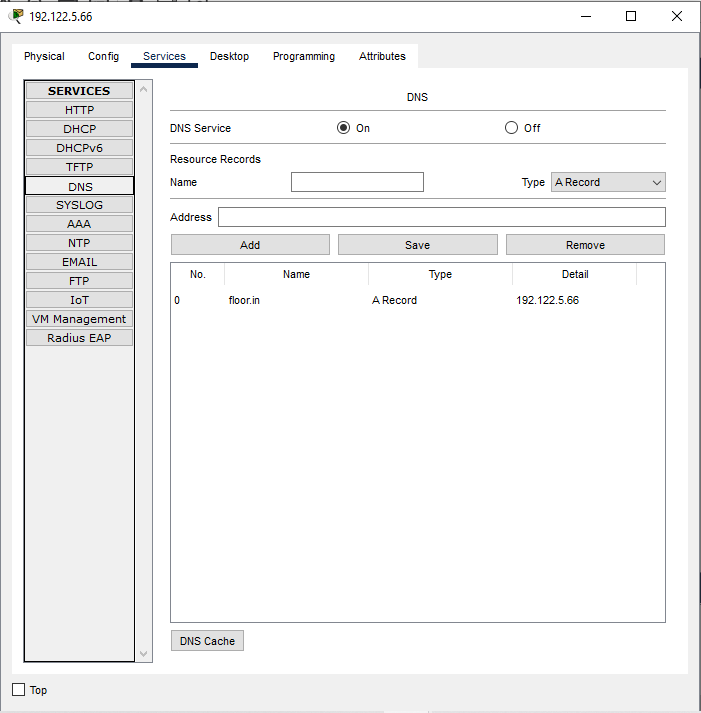 192.122.5.66
Physical Config Services Desktop Programming Attributes
SERVICES
HTTP
DHCP
DHCPv6
TFTP
DNS
SYSLOG
AAA
NTP
EMAIL
FTP
IoT
VM Management
Radius EAP
DNS
DNS Service On Off
Resource Records
Name Type A Record
Address
Add Save Remove
No. Name Type Detail
0 floor.in A Record 192.122.5.66
DNS Cache
Top